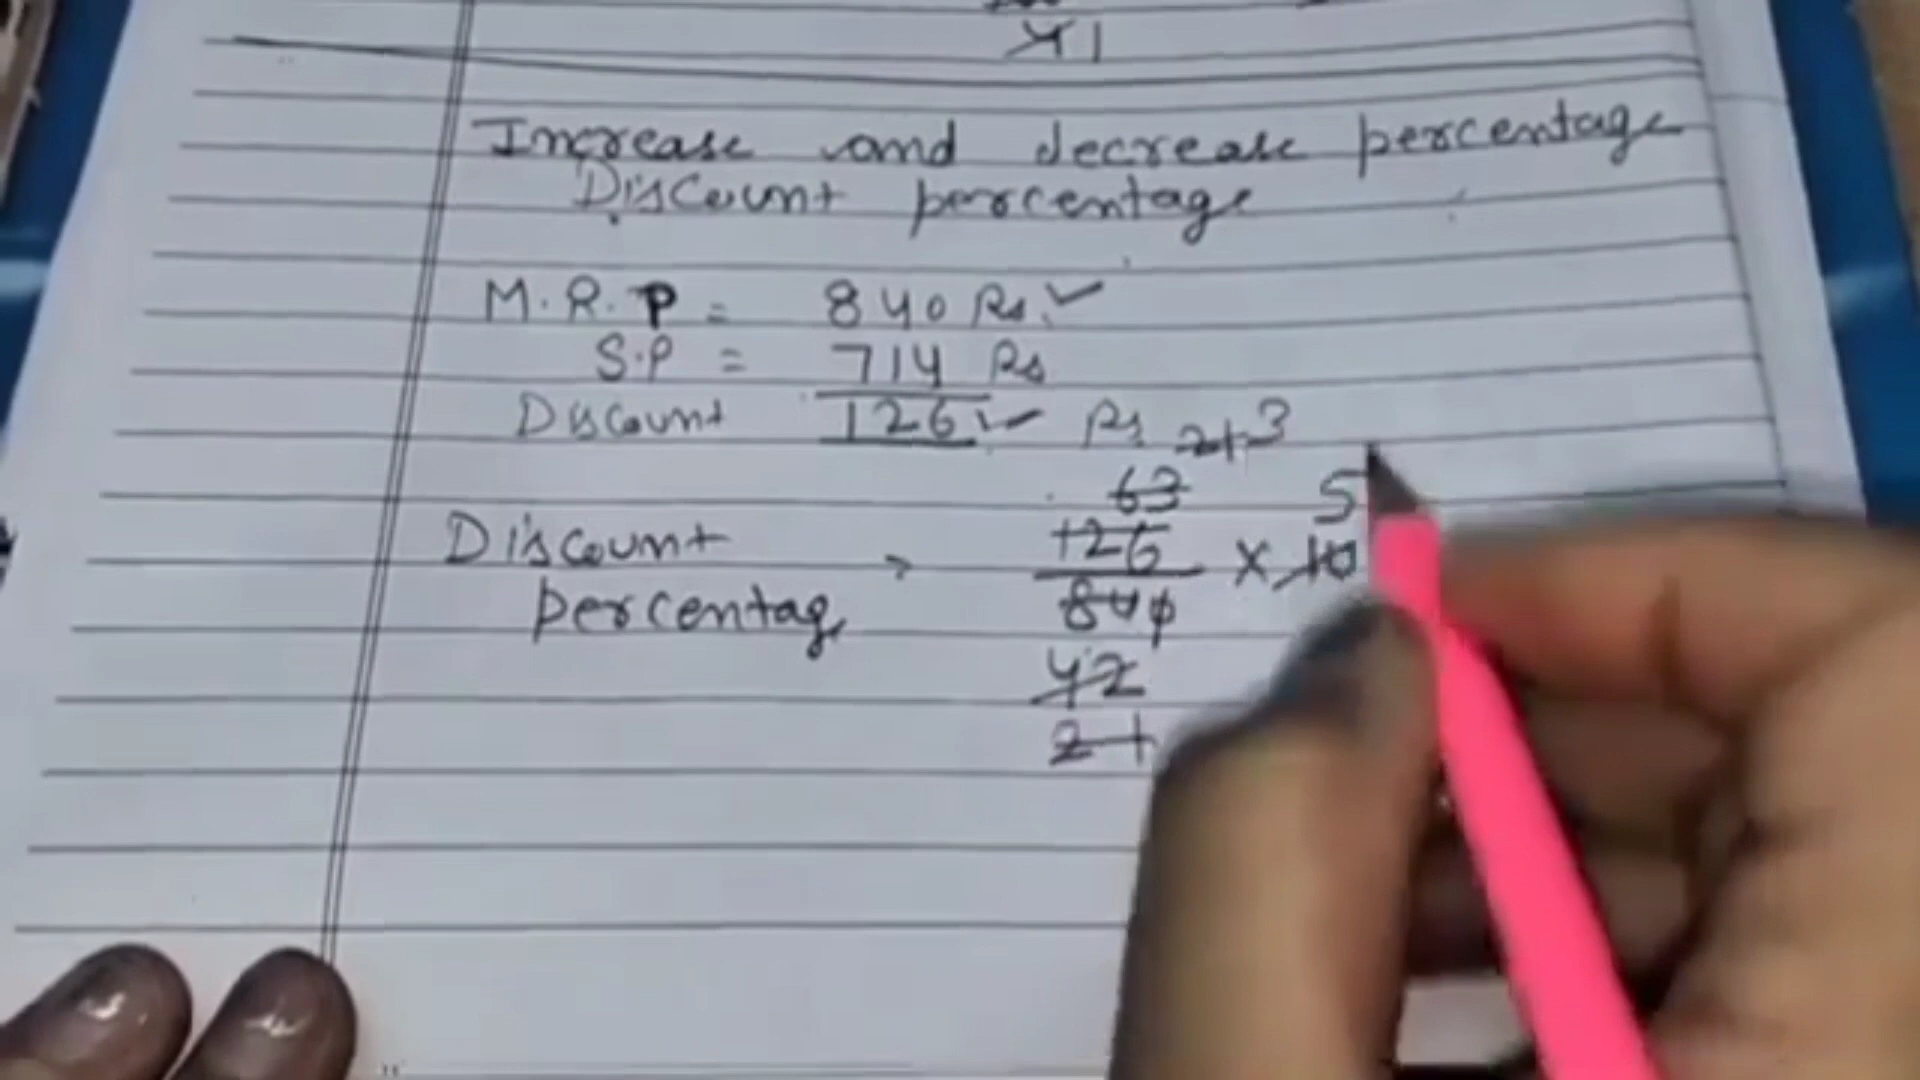 1
Increase and decrease percentage
Discount percentage
M.R.P = 840 Rs.
S.P = 714 Rs
Discount 126 Rs
21 3
63 5
Discount 126 × 10
percentag 840
42
21